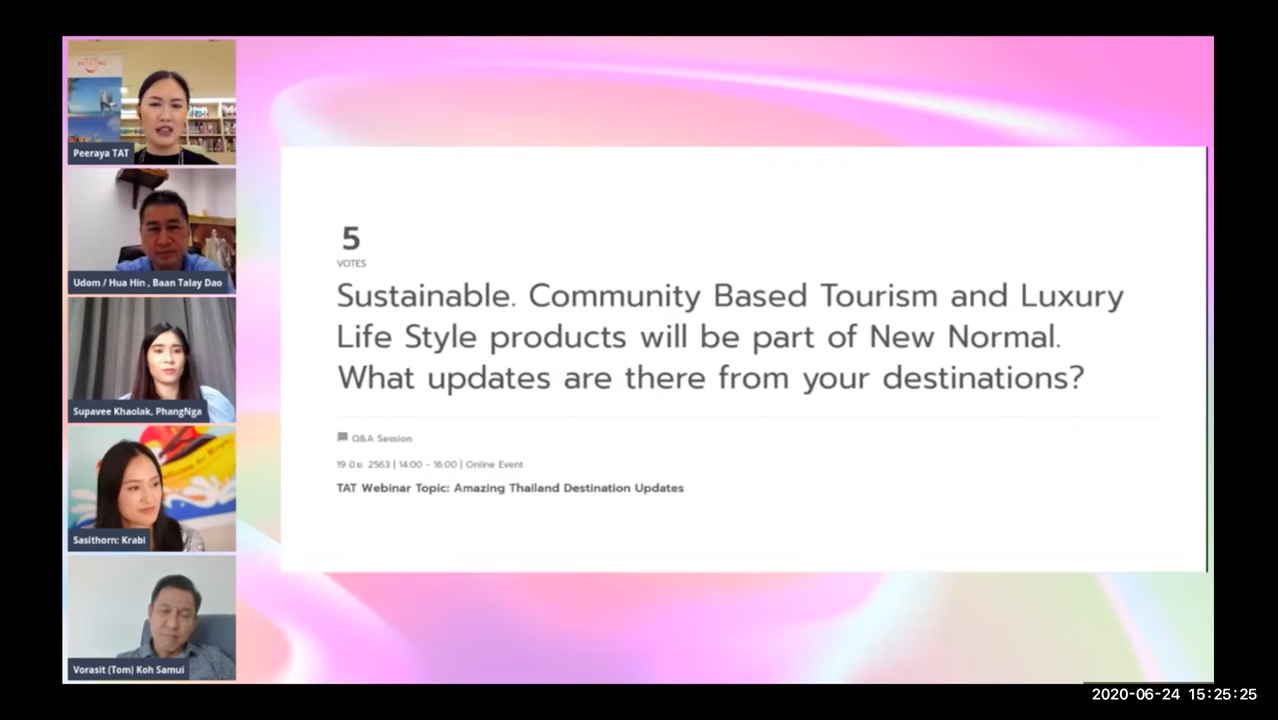 Peeraya TAT
Udom / Hua Hin , Baan Talay Dao
Supavee Khaolak, PhangNga
Sasithorn: Krabi
Vorasit (Tom) Koh Samui
5
VOTES
Sustainable. Community Based Tourism and Luxury
Life Style products will be part of New Normal.
What updates are there from your destinations?
Q&A Session
19 มิ.ย. 2563 | 14:00 - 16:00 | Online Event
TAT Webinar Topic: Amazing Thailand Destination Updates
2020-06-24 15:25:25